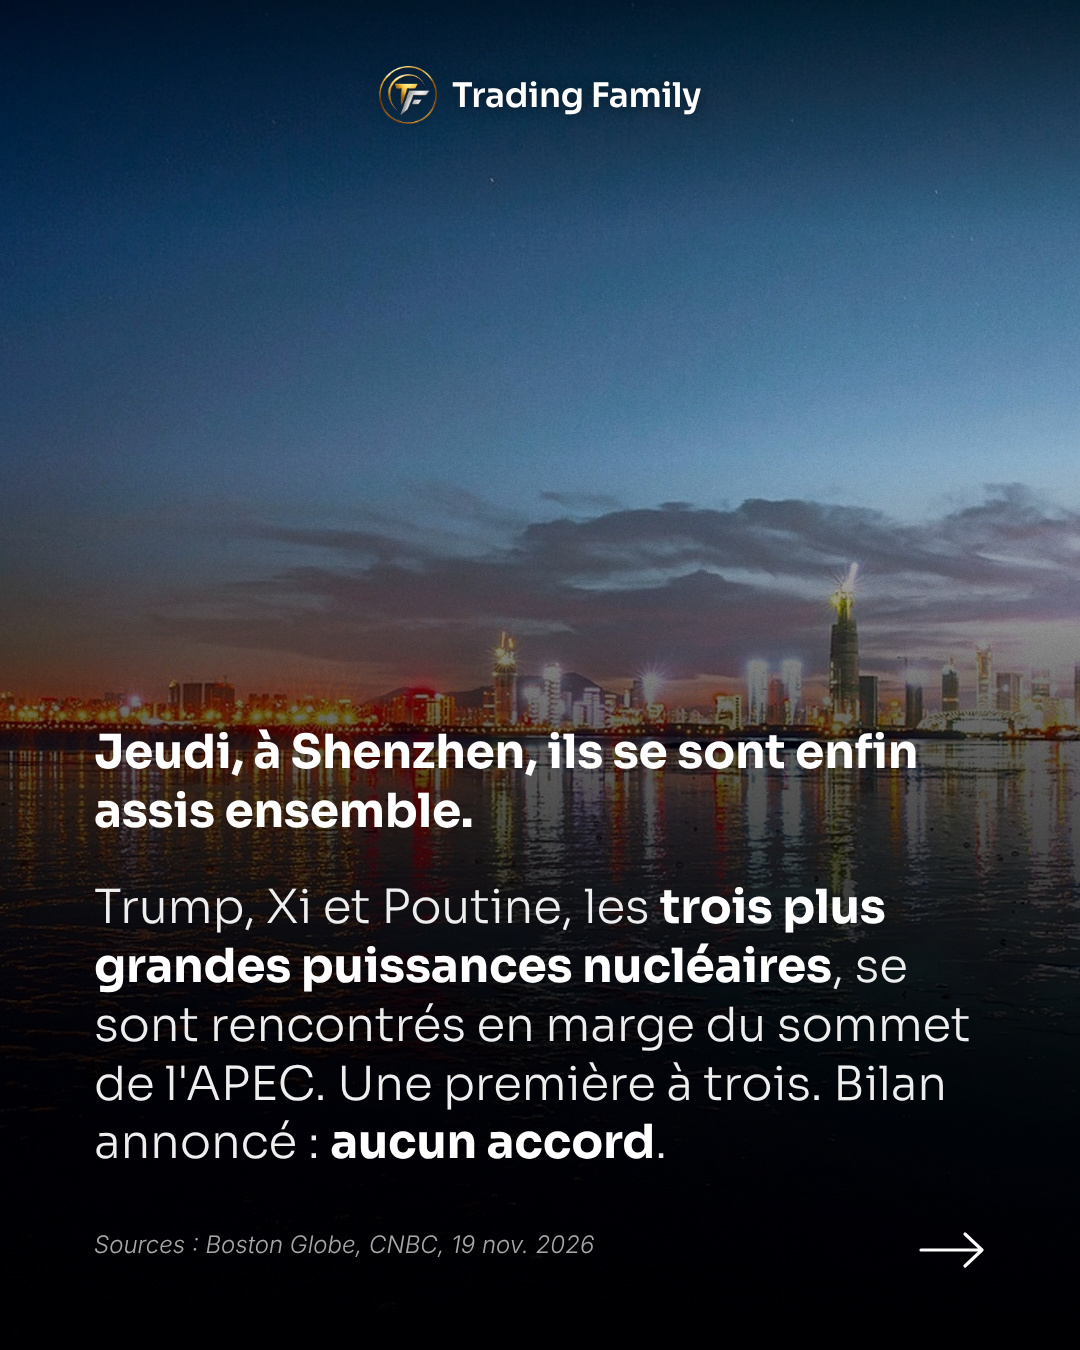 Trading Family
Jeudi, à Shenzhen, ils se sont enfin
assis ensemble.
Trump, Xi et Poutine, les trois plus
grandes puissances nucléaires, se
sont rencontrés en marge du sommet
de l'APEC. Une première à trois. Bilan
annoncé : aucun accord.
Sources : Boston Globe, CNBC, 19 nov. 2026